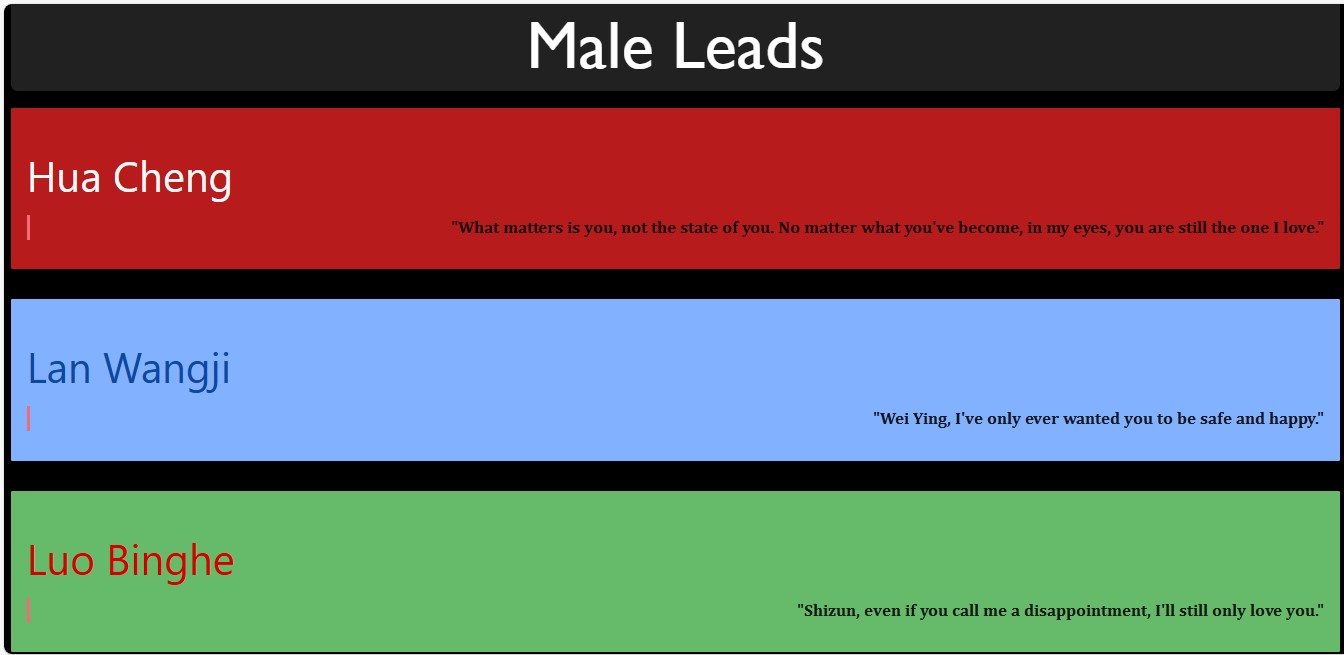 Male Leads
Hua Cheng
"What matters is you, not the state of you. No matter what you've become, in my eyes, you are still the one I love."
Lan Wangji
"Wei Ying, I've only ever wanted you to be safe and happy."
Luo Binghe
"Shizun, even if you call me a disappointment, I'll still only love you."